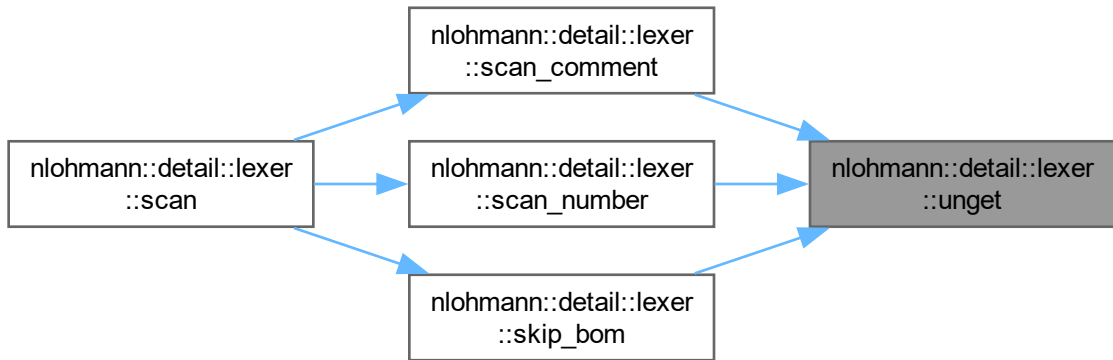 nlohmann::detail::lexer
::scan_comment
nlohmann::detail::lexer
::scan
nlohmann::detail::lexer
::scan_number
nlohmann::detail::lexer
::unget
nlohmann::detail::lexer
::skip_bom